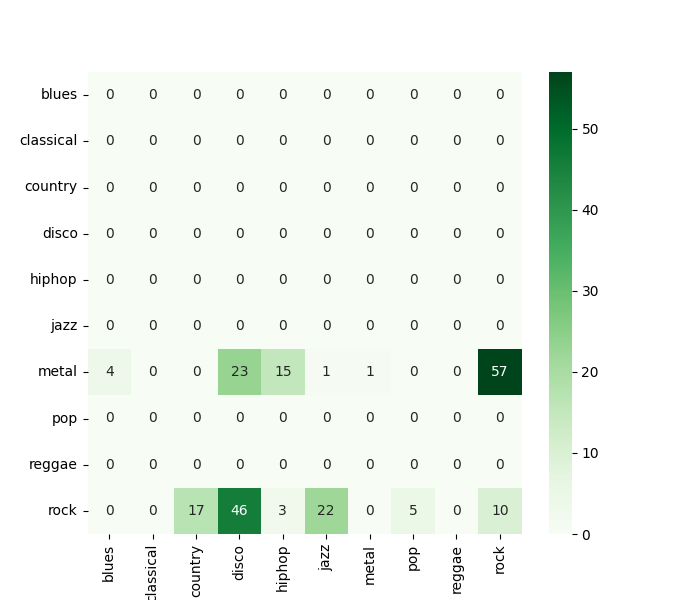 blues 0 0 0 0 0 0 0 0 0 0
classical 0 0 0 0 0 0 0 0 0 0
country 0 0 0 0 0 0 0 0 0 0
disco 0 0 0 0 0 0 0 0 0 0
hiphop 0 0 0 0 0 0 0 0 0 0
jazz 0 0 0 0 0 0 0 0 0 0
metal 4 0 0 23 15 1 1 0 0 57
pop 0 0 0 0 0 0 0 0 0 0
reggae 0 0 0 0 0 0 0 0 0 0
rock 0 0 17 46 3 22 0 5 0 10
blues
classical
country
disco
hiphop
jazz
metal
pop
reggae
rock
50
40
30
20
10
0